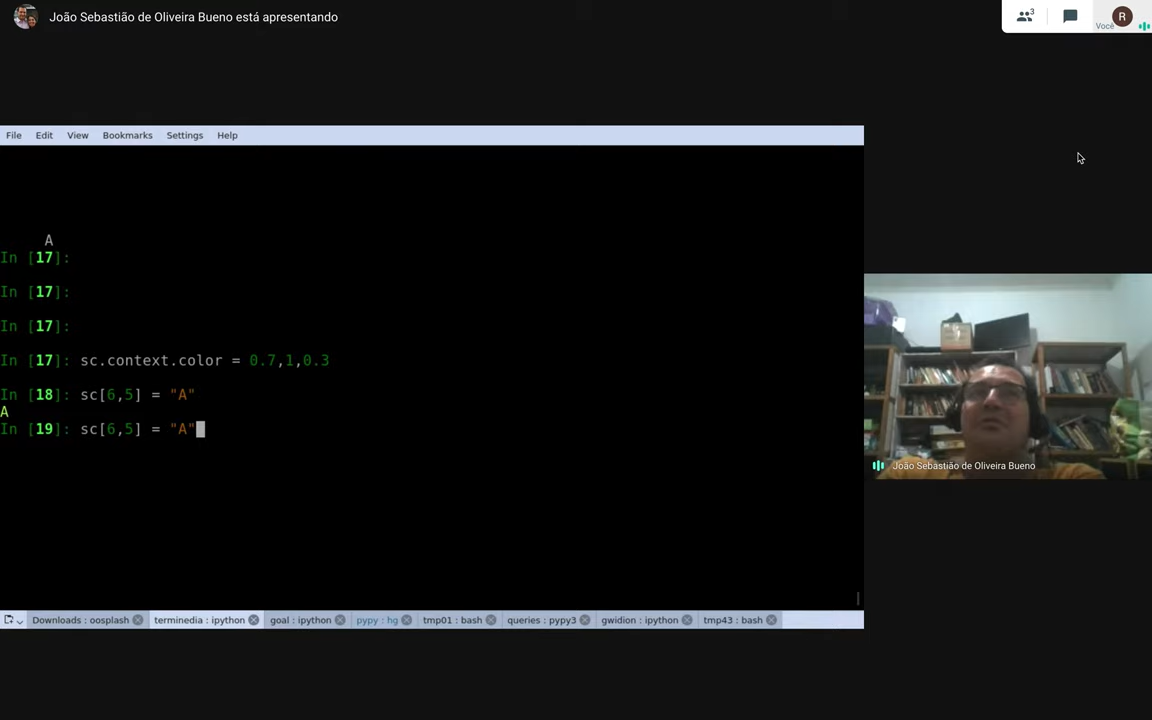 João Sebastião de Oliveira Bueno está apresentando
3
Você
R
File Edit View Bookmarks Settings Help
A
In [17]:
In [17]:
In [17]:
In [17]: sc.context.color = 0.7,1,0.3
In [18]: sc[6,5] = "A"
A
In [19]: sc[6,5] = "A"
João Sebastião de Oliveira Bueno
Downloads : oosplash terminedia : ipython goal : ipython pypy : hg tmp01 : bash queries : pypy3 gwidion : ipython tmp43 : bash